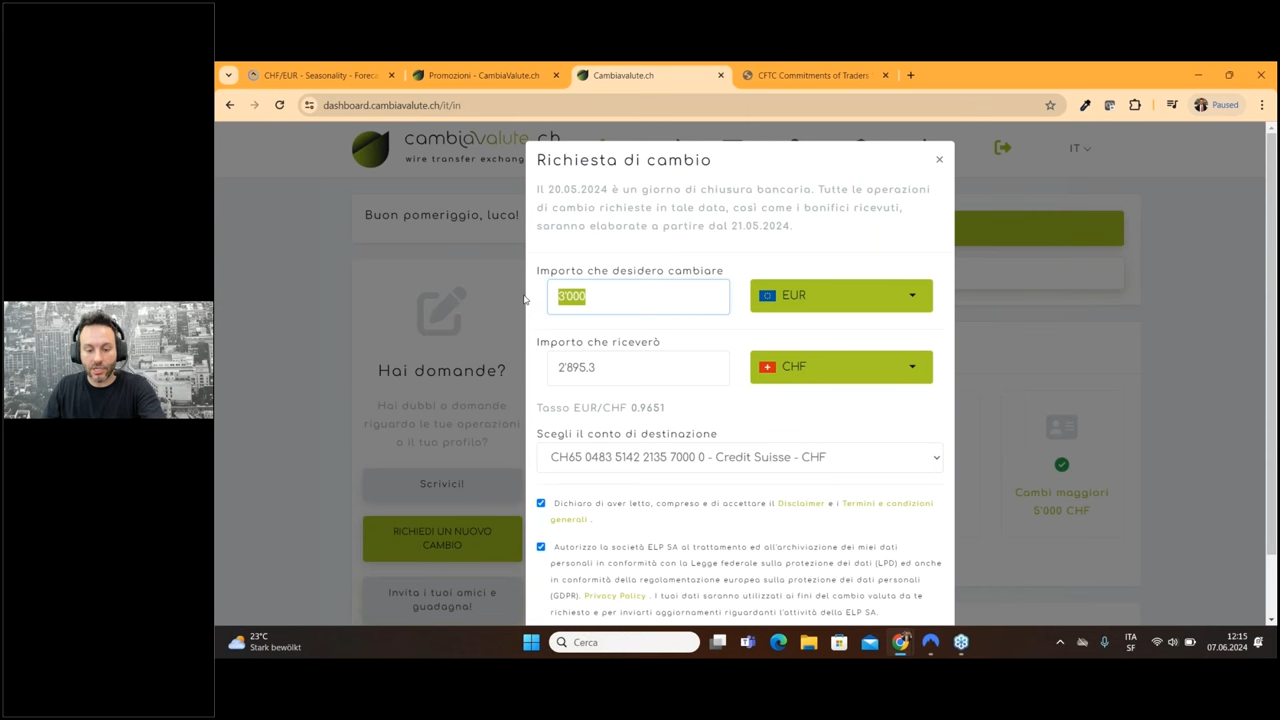 CHF/EUR - Seasonality - Foreca
Promozioni - CambiaValute.ch
Cambiavalute.ch
CFTC Commitments of Traders
dashboard.cambiavalute.ch/it/in
Paused
cambiavalute.ch
wire transfer exchang
IT
Richiesta di cambio
Il 20.05.2024 è un giorno di chiusura bancaria. Tutte le operazioni
di cambio richieste in tale data, così come i bonifici ricevuti,
saranno elaborate a partire dal 21.05.2024.
Buon pomeriggio, luca!
Importo che desidero cambiare
3'000
EUR
Importo che riceverò
2'895.3
CHF
Tasso EUR/CHF 0.9651
Scegli il conto di destinazione
CH65 0483 5142 2135 7000 0 - Credit Suisse - CHF
Dichiaro di aver letto, compreso e di accettare il Disclaimer e i Termini e condizioni
generali .
Autorizzo la società ELP SA al trattamento ed all'archiviazione dei miei dati
personali in conformità con la Legge federale sulla protezione dei dati (LPD) ed anche
in conformità della regolamentazione europea sulla protezione dei dati personali
(GDPR). Privacy Policy . I tuoi dati saranno utilizzati ai fini del cambio valuta da te
richiesto e per inviarti aggiornamenti riguardanti l'attività della ELP SA.
Hai domande?
Hai dubbi o domande
riguardo le tue operazioni
o il tuo profilo?
Scrivici!
RICHIEDI UN NUOVO
CAMBIO
Invita i tuoi amici e
guadagna!
Cambi maggiori
5'000 CHF
23°C
Stark bewölkt
Cerca
ITA
SF
12:15
07.06.2024